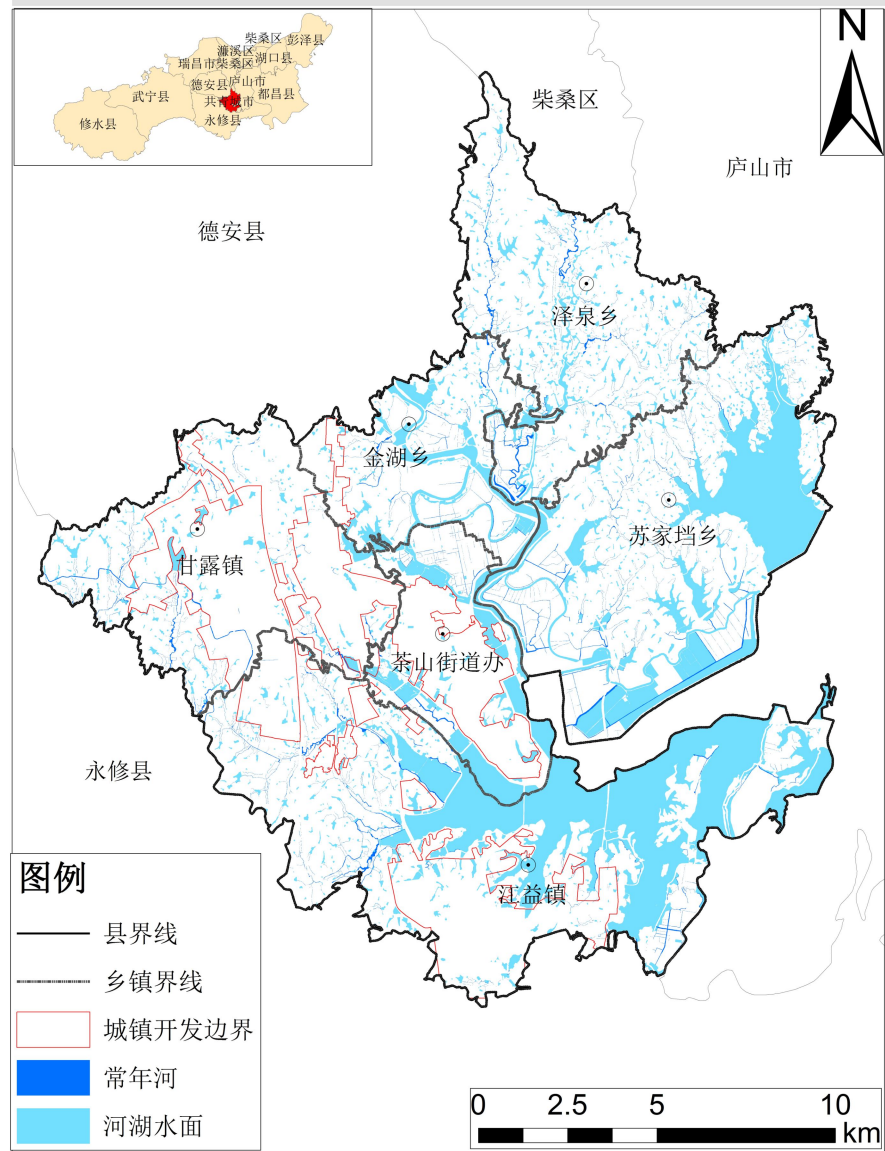 柴桑区
彭泽县
濂溪区
瑞昌市
柴桑区
湖口县
德安县
庐山市
武宁县
共青城市
都昌县
修水县
永修县
N
柴桑区
庐山市
德安县
泽泉乡
金湖乡
苏家垱乡
甘露镇
茶山街道办
永修县
江益镇
图例
县界线
乡镇界线
城镇开发边界
常年河
河湖水面
0 2.5 5 10
km